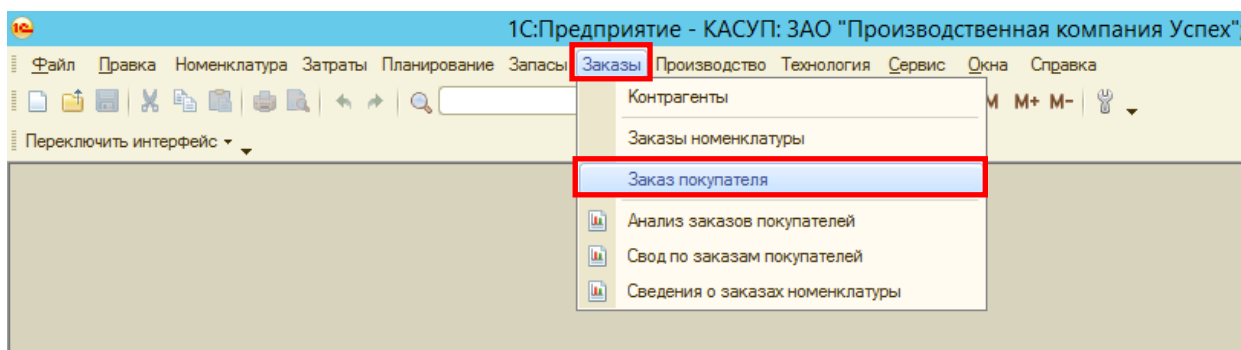 1С:Предприятие - КАСУП: ЗАО "Производственная компания Успех",
Файл Правка Номенклатура Затраты Планирование Запасы Заказы Производство Технология Сервис Окна Справка
M M+ M-
Переключить интерфейс
Контрагенты
Заказы номенклатуры
Заказ покупателя
Анализ заказов покупателей
Свод по заказам покупателей
Сведения о заказах номенклатуры